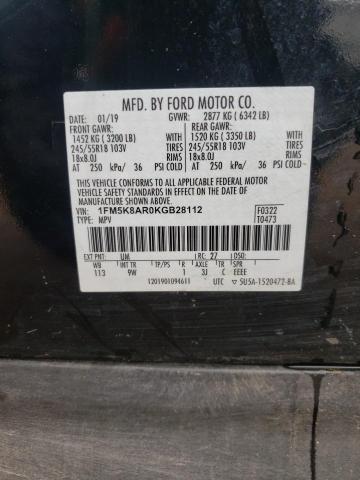 MFD. BY FORD MOTOR CO.
DATE: 01/19 GVWR: 2877 KG ( 6342 LB)
FRONT GAWR: REAR GAWR:
1452 KG ( 3200 LB) 1520 KG ( 3350 LB)
245/55R18 103V TIRES 245/55R18 103V TIRES
18x8.0J RIMS 18x8.0J RIMS
AT 250 kPa/ 36 PSI COLD AT 250 kPa/ 36 PSI COLD
THIS VEHICLE CONFORMS TO ALL APPLICABLE FEDERAL MOTOR
VEHICLE SAFETY STANDARDS IN EFFECT ON THE DATE OF
MANUFACTURE SHOWN ABOVE.
VIN: 1FM5K8AR0KGB28112 F0322
TYPE: MPV T0473
EXT PNT: UM RC: 27 DSO:
WB INT TR TP/PS R AXLE TR SPR
113 9W 1 3J C EEEE
1201901094611 UTC ▽ 5U5A-1520472-BA